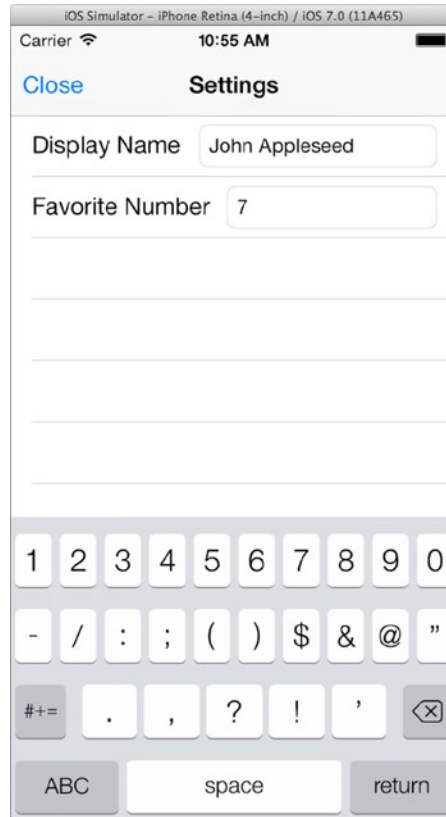 iOS Simulator – iPhone Retina (4-inch) / iOS 7.0 (11A465)
Carrier 10:55 AM
Close Settings
Display Name John Appleseed
Favorite Number 7
1 2 3 4 5 6 7 8 9 0
- / : ; ( ) $ & @ "
#+= . , ? ! '
ABC space return